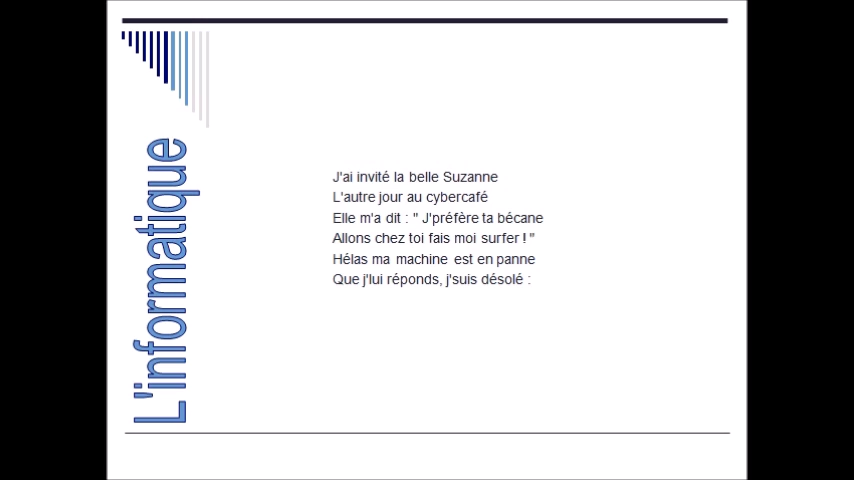 L'informatique
J'ai invité la belle Suzanne
L'autre jour au cybercafé
Elle m'a dit : " J'préfère ta bécane
Allons chez toi fais moi surfer ! "
Hélas ma machine est en panne
Que j'lui réponds, j'suis désolé :